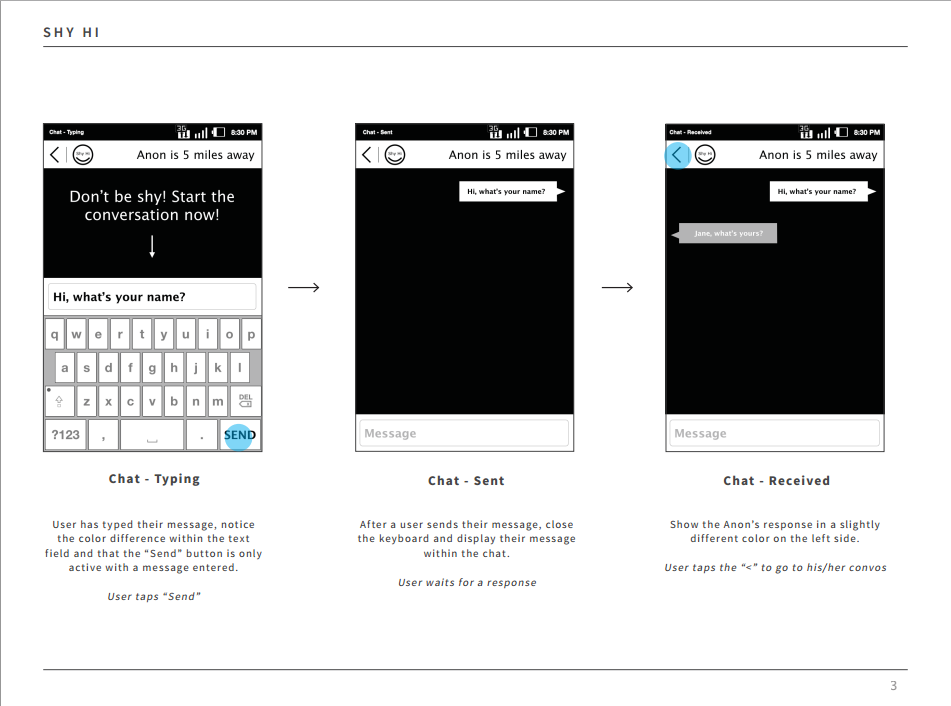 SHY HI
Chat - Typing
3G
8:30 PM
Shy Hi
Anon is 5 miles away
Don't be shy! Start the
conversation now!
Hi, what's your name?
q w e r t y u i o p
a s d f g h j k l
z x c v b n m DEL
?123 , . SEND
Chat - Typing
User has typed their message, notice
the color difference within the text
field and that the “Send” button is only
active with a message entered.
User taps “Send”
Chat - Sent
3G
8:30 PM
Shy Hi
Anon is 5 miles away
Hi, what's your name?
Message
Chat - Sent
After a user sends their message, close
the keyboard and display their message
within the chat.
User waits for a response
Chat - Received
3G
8:30 PM
Shy Hi
Anon is 5 miles away
Hi, what's your name?
Jane, what's yours?
Message
Chat - Received
Show the Anon’s response in a slightly
different color on the left side.
User taps the “<” to go to his/her convos
3